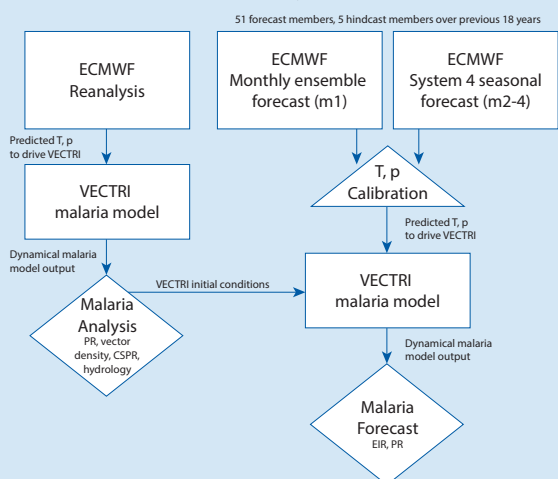 51 forecast members, 5 hindcast members over previous 18 years
ECMWF
Reanalysis
ECMWF
Monthly ensemble
forecast (m1)
ECMWF
System 4 seasonal
forecast (m2-4)
Predicted T, p
to drive VECTRI
T, p
Calibration
VECTRI
malaria model
Predicted T, p
to drive VECTRI
Dynamical malaria
model output
VECTRI initial conditions
VECTRI
malaria model
Malaria
Analysis
PR, vector
density, CSPR,
hydrology
Dynamical malaria
model output
Malaria
Forecast
EIR, PR